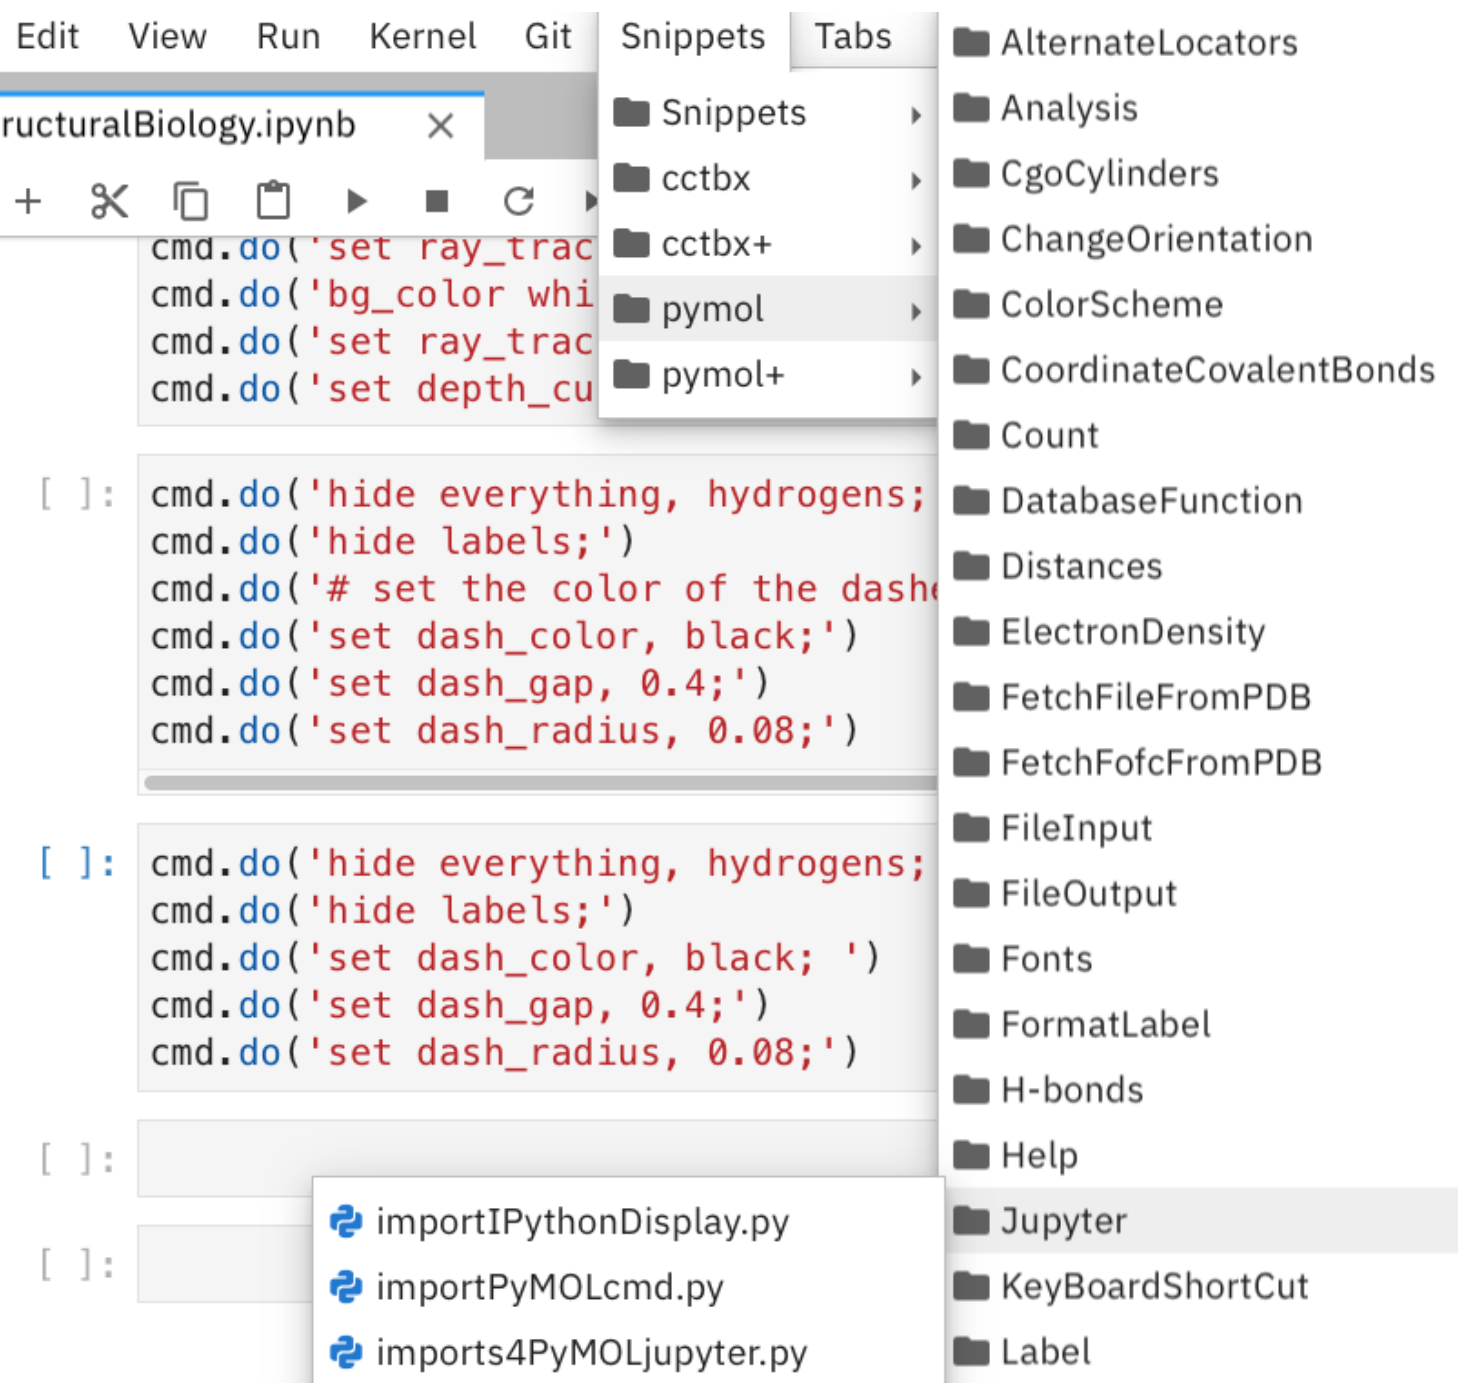 Edit View Run Kernel Git Snippets Tabs
ructuralBiology.ipynb
cmd.do('set ray_trac
cmd.do('bg_color whi
cmd.do('set ray_trac
cmd.do('set depth_cu
[ ]: cmd.do('hide everything, hydrogens;
cmd.do('hide labels;')
cmd.do('# set the color of the dashe
cmd.do('set dash_color, black;')
cmd.do('set dash_gap, 0.4;')
cmd.do('set dash_radius, 0.08;')
[ ]: cmd.do('hide everything, hydrogens;
cmd.do('hide labels;')
cmd.do('set dash_color, black; ')
cmd.do('set dash_gap, 0.4;')
cmd.do('set dash_radius, 0.08;')
[ ]:
[ ]:
Snippets
cctbx
cctbx+
pymol
pymol+
AlternateLocators
Analysis
CgoCylinders
ChangeOrientation
ColorScheme
CoordinateCovalentBonds
Count
DatabaseFunction
Distances
ElectronDensity
FetchFileFromPDB
FetchFofcFromPDB
FileInput
FileOutput
Fonts
FormatLabel
H-bonds
Help
Jupyter
KeyBoardShortCut
Label
importIPythonDisplay.py
importPyMOLcmd.py
imports4PyMOLjupyter.py